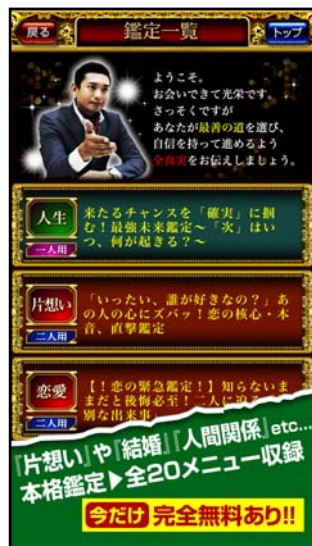 戻る
鑑定一覧
トップ
ようこそ。
お会いできて光栄です。
さっそくですが
あなたが最善の道を選び、
自信を持って進めるよう
全真実をお伝えしましょう。
人生
一人用
来たるチャンスを「確実」に掴
む！最強未来鑑定～「次」はい
つ、何が起きる？～
片想い
二人用
「いったい、誰が好きなの？」あ
の人の心にズバッ！恋の核心・本
音、直撃鑑定
恋愛
二人用
【！恋の緊急鑑定！】知らないま
まだと後悔必至！二人に迫る
別な出来事
『片想い』や『結婚』『人間関係』etc...
本格鑑定▶全20メニュー収録
今だけ 完全無料あり!!